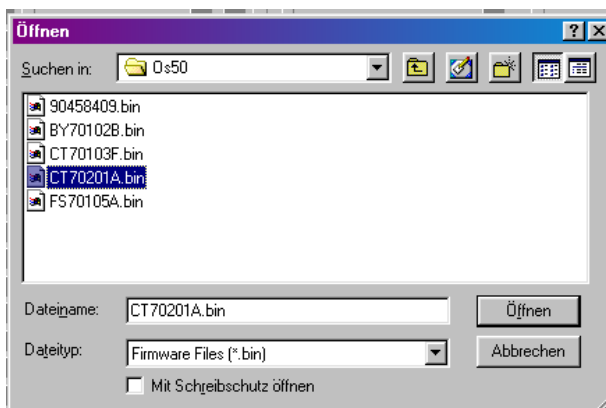 Öffnen
Suchen in: Os50
90458409.bin
BY70102B.bin
CT70103F.bin
CT70201A.bin
FS70105A.bin
Dateiname: CT70201A.bin Öffnen
Dateityp: Firmware Files (*.bin) Abbrechen
Mit Schreibschutz öffnen